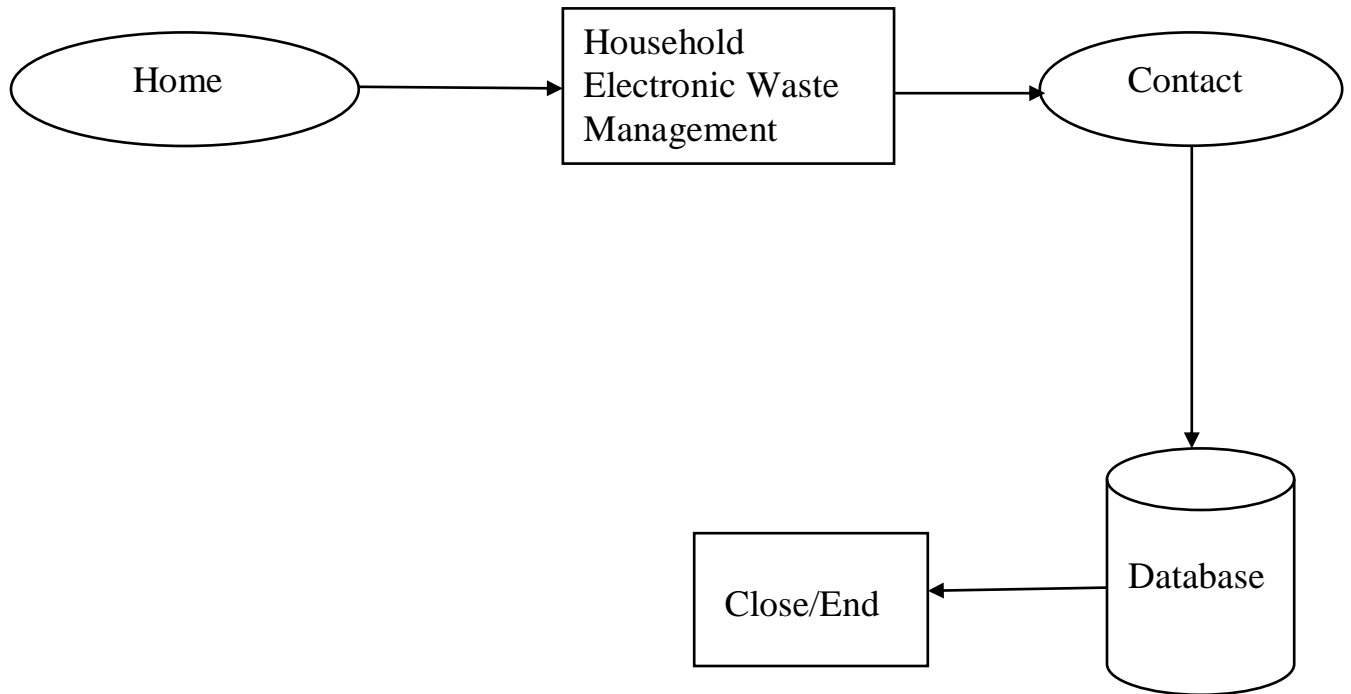 Home
Household
Electronic Waste
Management
Contact
Database
Close/End